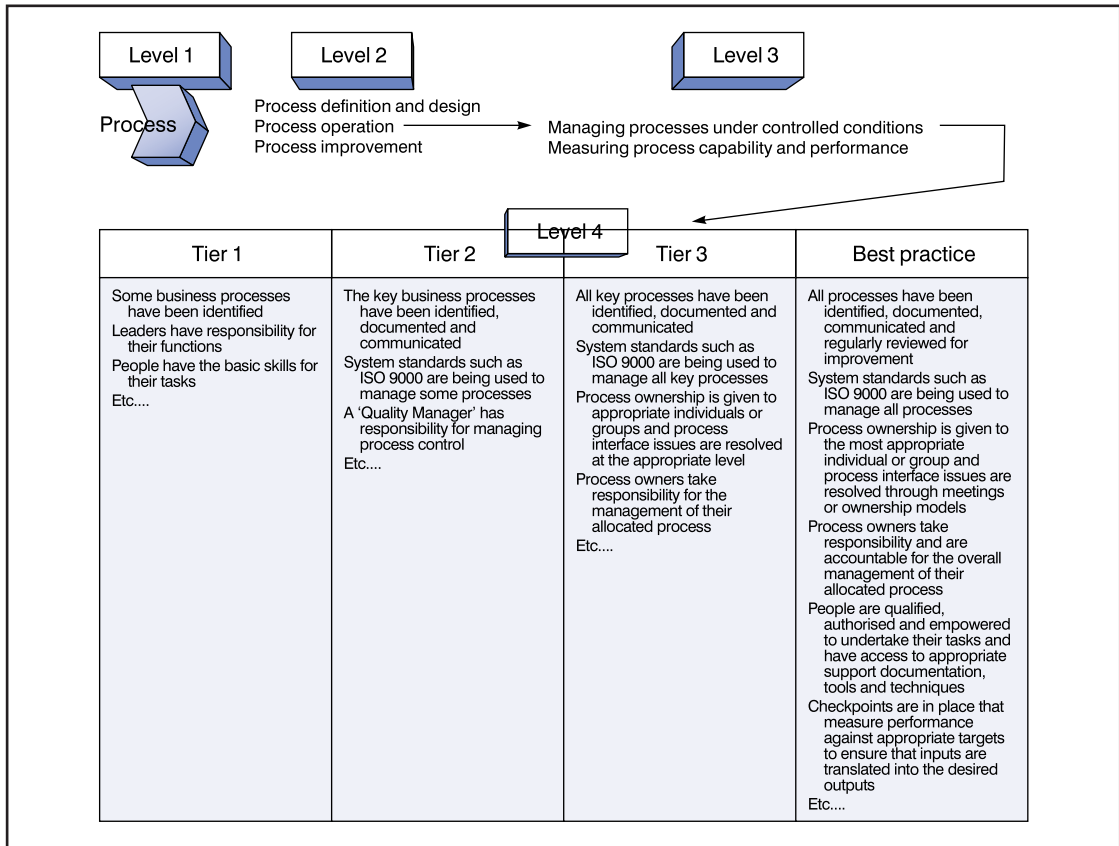 Level 1
Level 2
Level 3
Process
Process definition and design
Process operation
Process improvement
Managing processes under controlled conditions
Measuring process capability and performance
Level 4
Tier 1
Tier 2
Tier 3
Best practice
Some business processes
have been identified
Leaders have responsibility for
their functions
People have the basic skills for
their tasks
Etc....
The key business processes
have been identified,
documented and
communicated
System standards such as
ISO 9000 are being used to
manage some processes
A ‘Quality Manager’ has
responsibility for managing
process control
Etc....
All key processes have been
identified, documented and
communicated
System standards such as
ISO 9000 are being used to
manage all key processes
Process ownership is given to
appropriate individuals or
groups and process
interface issues are resolved
at the appropriate level
Process owners take
responsibility for the
management of their
allocated process
Etc....
All processes have been
identified, documented,
communicated and
regularly reviewed for
improvement
System standards such as
ISO 9000 are being used to
manage all processes
Process ownership is given to
the most appropriate
individual or group and
process interface issues are
resolved through meetings
or ownership models
Process owners take
responsibility and are
accountable for the overall
management of their
allocated process
People are qualified,
authorised and empowered
to undertake their tasks and
have access to appropriate
support documentation,
tools and techniques
Checkpoints are in place that
measure performance
against appropriate targets
to ensure that inputs are
translated into the desired
outputs
Etc....